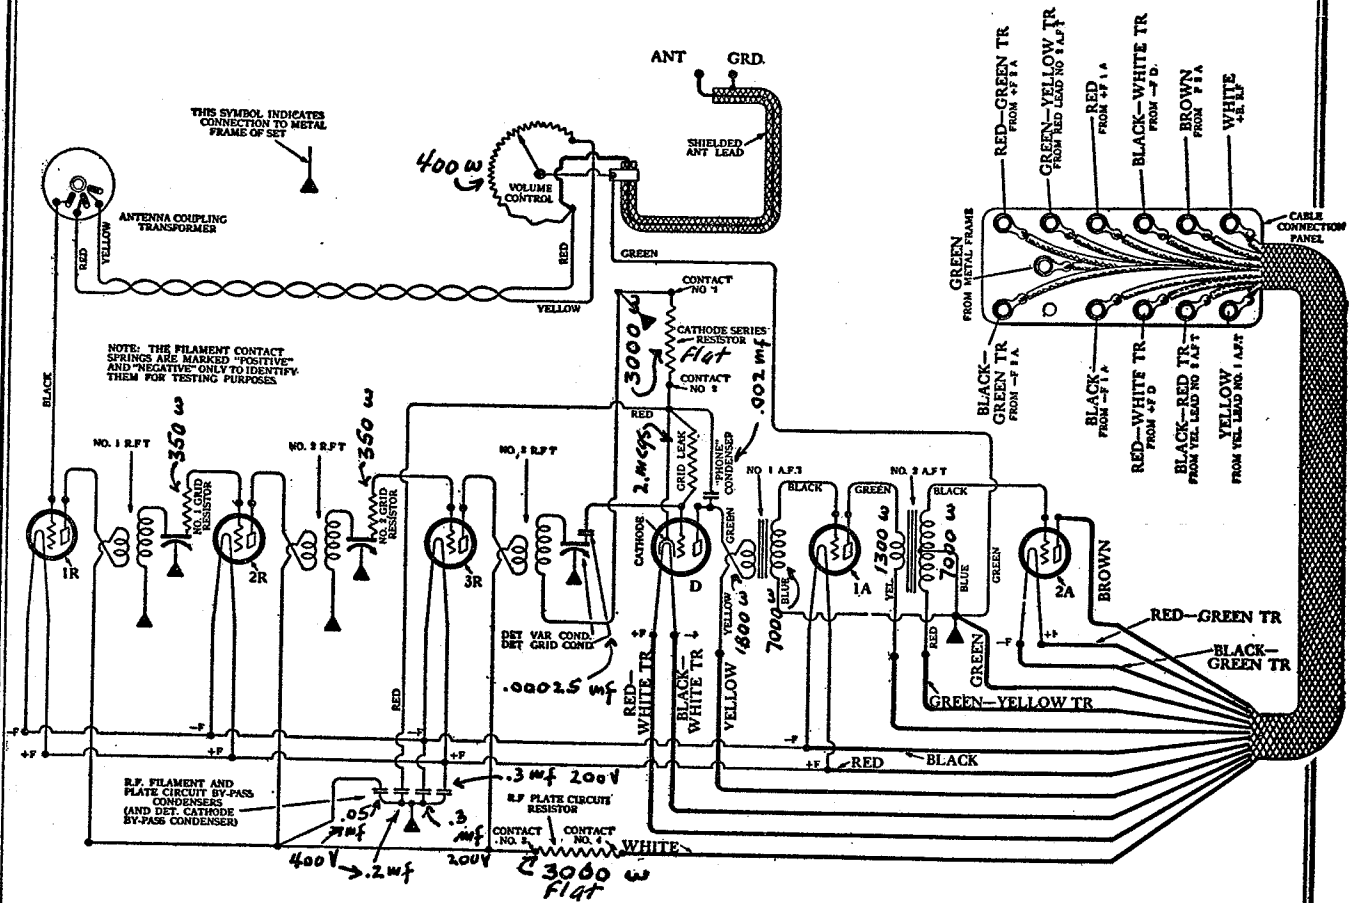 ANT
GRD.
SHIELDED
ANT LEAD
THIS SYMBOL INDICATES
CONNECTION TO METAL
FRAME OF SET
400 w
VOLUME
CONTROL
ANTENNA COUPLING
TRANSFORMER
RED
YELLOW
RED
GREEN
YELLOW
BLACK
NOTE: THE FILAMENT CONTACT
SPRINGS ARE MARKED "POSITIVE"
AND "NEGATIVE" ONLY TO IDENTIFY
THEM FOR TESTING PURPOSES
CONTACT
NO 1
CATHODE SERIES
RESISTOR
Flat
3000 w
CONTACT
NO 2
.002 mf
RED-GREEN TR
FROM +F 2 A
GREEN-YELLOW TR
FROM RED LEAD NO 2 A.F.T
RED
FROM +F 1 A
BLACK-WHITE TR
FROM -F D.
BROWN
FROM P 2 A
WHITE
+B. R.F
CABLE
CONNECTION
PANEL
GREEN
FROM METAL FRAME
BLACK-
GREEN TR
FROM -F 2 A
BLACK
FROM -F 1 A
RED-WHITE TR
FROM +F D
BLACK-RED TR
FROM YEL LEAD NO 2 A.F.T
YELLOW
FROM YEL LEAD NO. 1 A.F.T
NO. 1 R.F T
350 w
NO. 1 GRID
RESISTOR
NO. 2 R.F T
350 w
NO. 2 GRID
RESISTOR
RED
NO, 3 R.F T
2. megs
GRID LEAK
"PHONE"
CONDENSER
NO 1 A.F.T
BLACK
GREEN
NO. 2 A.F.T
BLACK
CATHODE
GREEN
1300 w
7000 w
BLUE
GREEN
BROWN
1R
2R
3R
D
1A
2A
YELLOW
1800 w
7000 w
BLUE
YEL
RED
DET VAR COND.
DET GRID COND.
.00025 mf
+F
-F
RED-
WHITE TR
BLACK-
WHITE TR
YELLOW
GREEN
-F
+F
RED-GREEN TR
BLACK-
GREEN TR
GREEN-YELLOW TR
RED
-F
-F
-F
-F
+F
+F
+F
+F
BLACK
RED
R.F. FILAMENT AND
PLATE CIRCUIT BY-PASS
CONDENSERS
(AND DET. CATHODE
BY-PASS CONDENSER)
.3 mf 200V
.05
mf
.3
mf
200V
400V
.2 mf
R.F PLATE CIRCUIT
RESISTOR
CONTACT
NO. 3
CONTACT
NO. 4
WHITE
3000 w
Flat